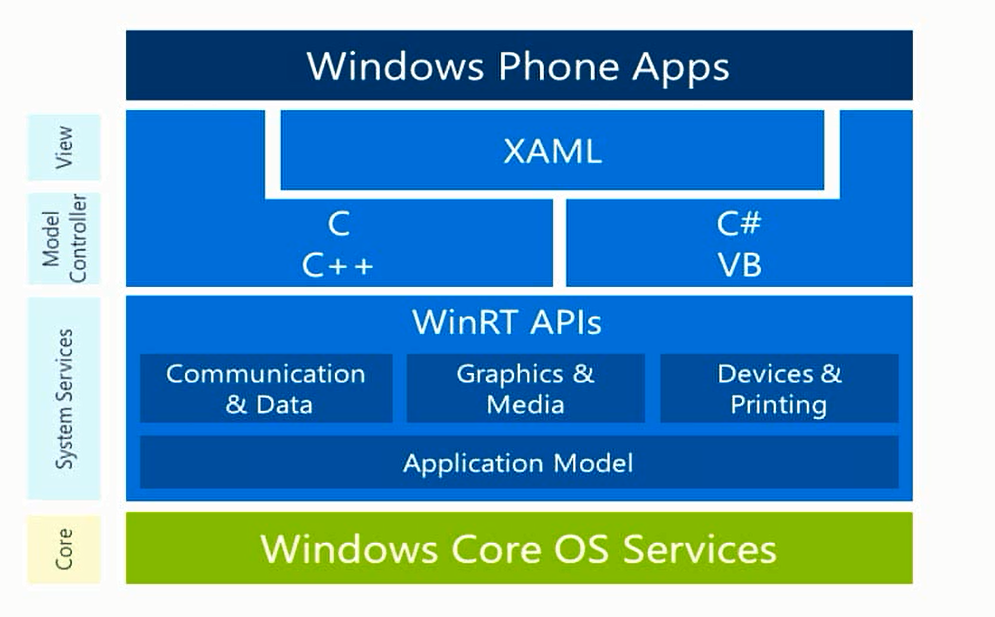 Windows Phone Apps
View
XAML
Model
Controller
C
C++
C#
VB
System Services
WinRT APIs
Communication
& Data
Graphics &
Media
Devices &
Printing
Application Model
Core
Windows Core OS Services